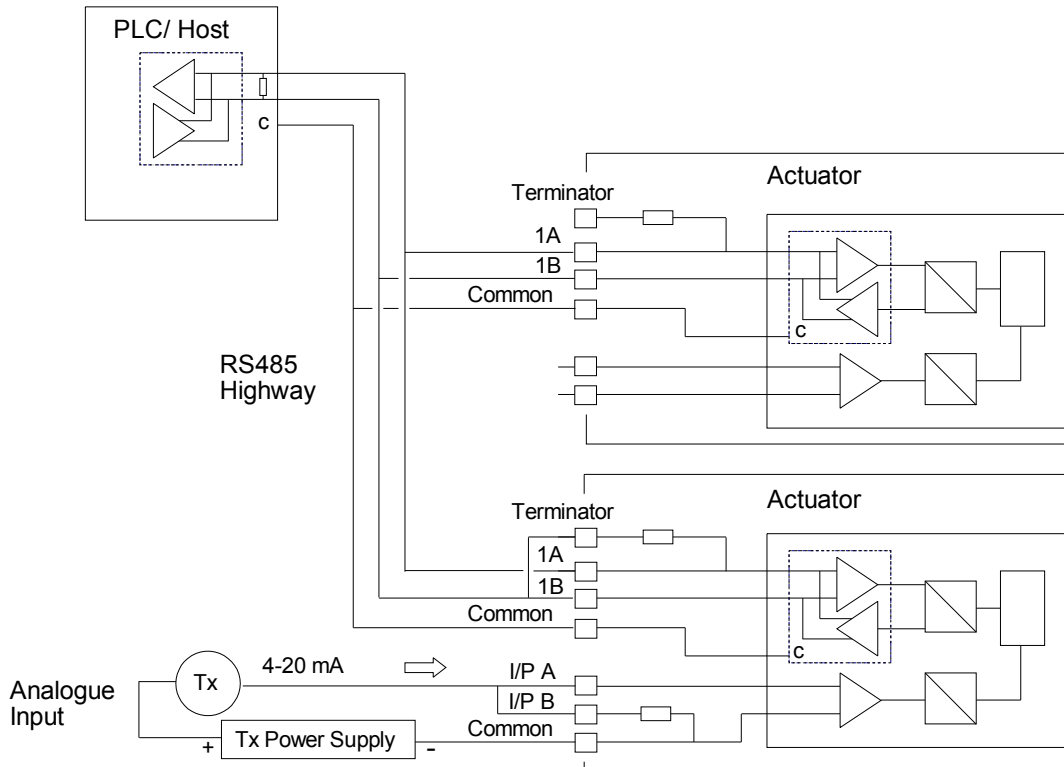 PLC/ Host
c
Actuator
Terminator
1A
1B
Common
c
RS485
Highway
Actuator
Terminator
1A
1B
Common
c
4-20 mA
I/P A
Tx
I/P B
Analogue
Input
Common
+
Tx Power Supply
-